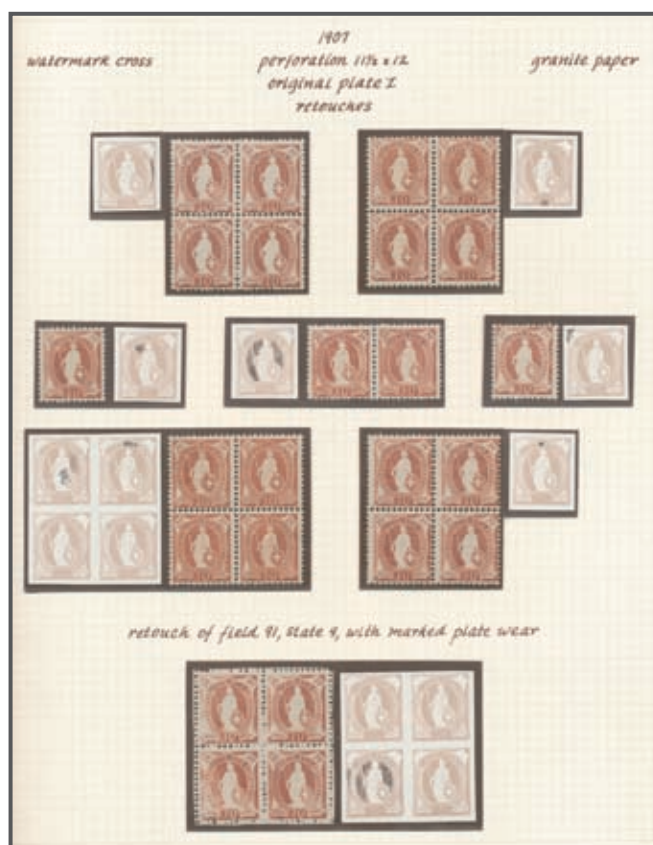 1907
watermark cross perforation 11½ x 12 granite paper
original plate I
retouches
retouch of field 91, state 4, with marked plate wear